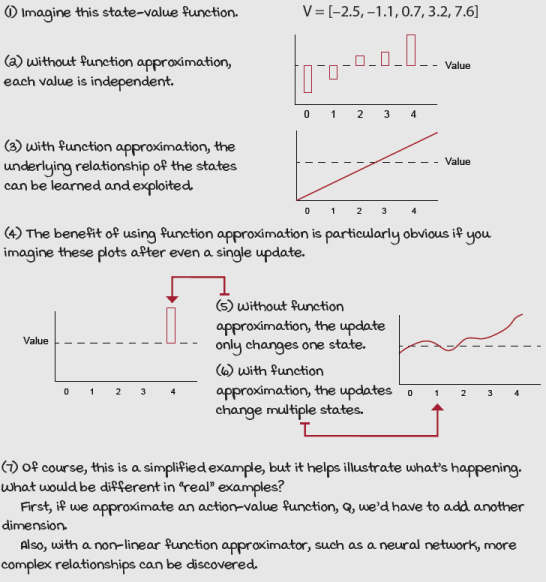 (1) Imagine this state-value function.
V = [–2.5, –1.1, 0.7, 3.2, 7.6]
(2) Without function approximation,
each value is independent.
Value
0 1 2 3 4
(3) With function approximation, the
underlying relationship of the states
can be learned and exploited.
Value
0 1 2 3 4
(4) The benefit of using function approximation is particularly obvious if you
imagine these plots after even a single update.
Value
0 1 2 3 4
(5) Without function
approximation, the update
only changes one state.
(6) With function
approximation, the updates
change multiple states.
0 1 2 3 4
(7) Of course, this is a simplified example, but it helps illustrate what's happening.
What would be different in "real" examples?
First, if we approximate an action-value function, Q, we'd have to add another
dimension.
Also, with a non-linear function approximator, such as a neural network, more
complex relationships can be discovered.